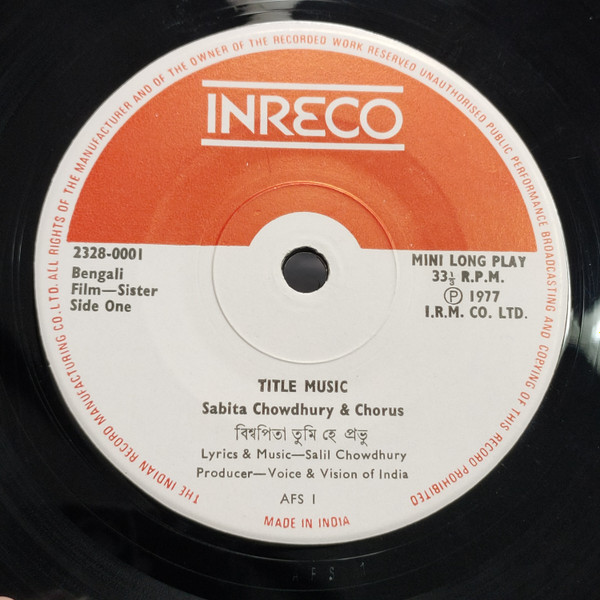 THE INDIAN RECORD MANUFACTURING CO. LTD. ALL RIGHTS OF THE MANUFACTURER AND OF THE OWNER OF THE RECORDED WORK RESERVED UNAUTHORISED PUBLIC PERFORMANCE BROADCASTING AND COPYING OF THIS RECORD PROHIBITED
INRECO
2328-0001
Bengali
Film—Sister
Side One
MINI LONG PLAY
33⅓ R.P.M.
Ⓟ 1977
I.R.M. CO. LTD.
TITLE MUSIC
Sabita Chowdhury & Chorus
বিশ্বপিতা তুমি হে প্রভু
Lyrics & Music—Salil Chowdhury
Producer—Voice & Vision of India
AFS 1
MADE IN INDIA
AFS 1